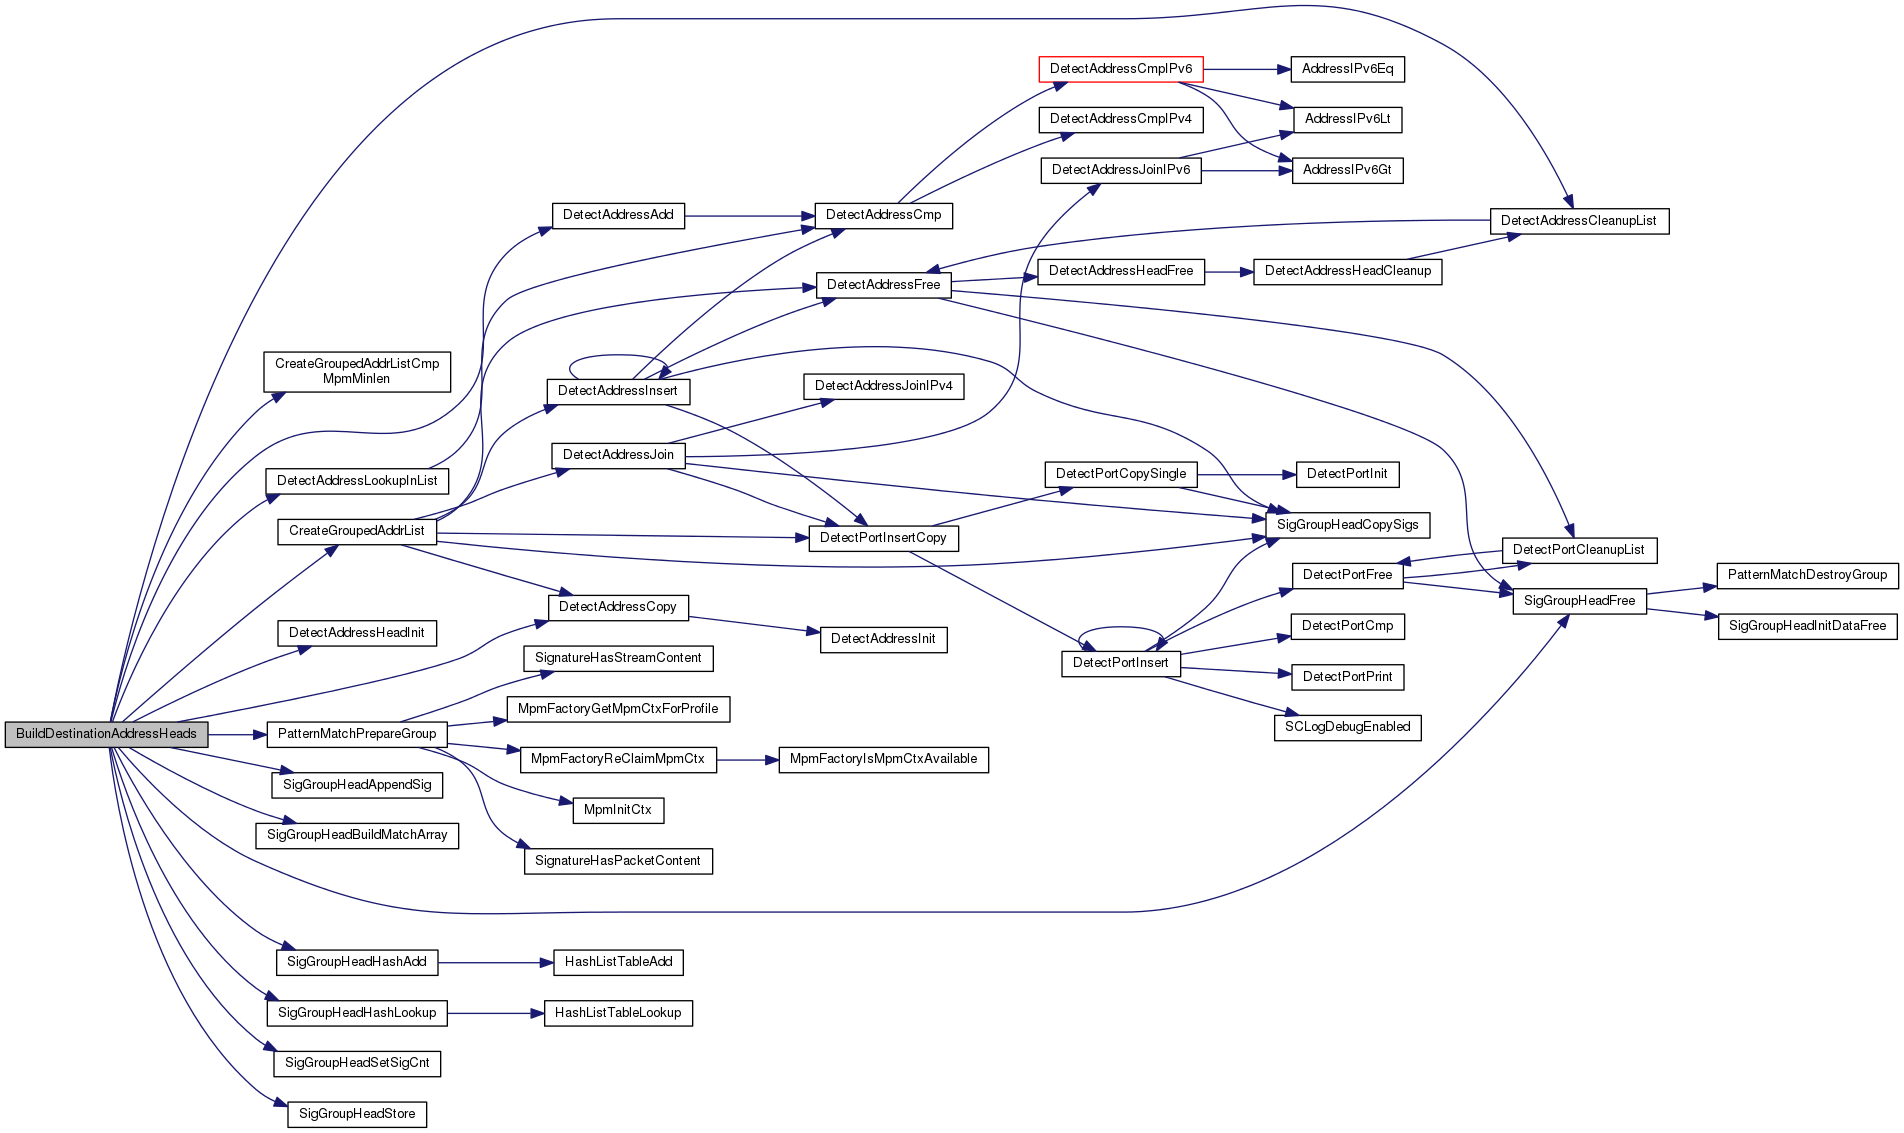 DetectAddressCmpIPv6
AddressIPv6Eq
DetectAddressCmpIPv4
AddressIPv6Lt
DetectAddressJoinIPv6
AddressIPv6Gt
DetectAddressAdd
DetectAddressCmp
DetectAddressCleanupList
DetectAddressFree
DetectAddressHeadFree
DetectAddressHeadCleanup
CreateGroupedAddrListCmp
MpmMinlen
DetectAddressInsert
DetectAddressJoinIPv4
DetectAddressJoin
DetectAddressLookupInList
DetectPortCopySingle
DetectPortInit
CreateGroupedAddrList
DetectPortInsertCopy
SigGroupHeadCopySigs
DetectPortCleanupList
DetectPortFree
PatternMatchDestroyGroup
DetectAddressCopy
SigGroupHeadFree
DetectAddressHeadInit
DetectAddressInit
DetectPortCmp
SigGroupHeadInitDataFree
SignatureHasStreamContent
DetectPortInsert
DetectPortPrint
MpmFactoryGetMpmCtxForProfile
SCLogDebugEnabled
BuildDestinationAddressHeads
PatternMatchPrepareGroup
MpmFactoryReClaimMpmCtx
MpmFactoryIsMpmCtxAvailable
SigGroupHeadAppendSig
MpmInitCtx
SigGroupHeadBuildMatchArray
SignatureHasPacketContent
SigGroupHeadHashAdd
HashListTableAdd
SigGroupHeadHashLookup
HashListTableLookup
SigGroupHeadSetSigCnt
SigGroupHeadStore